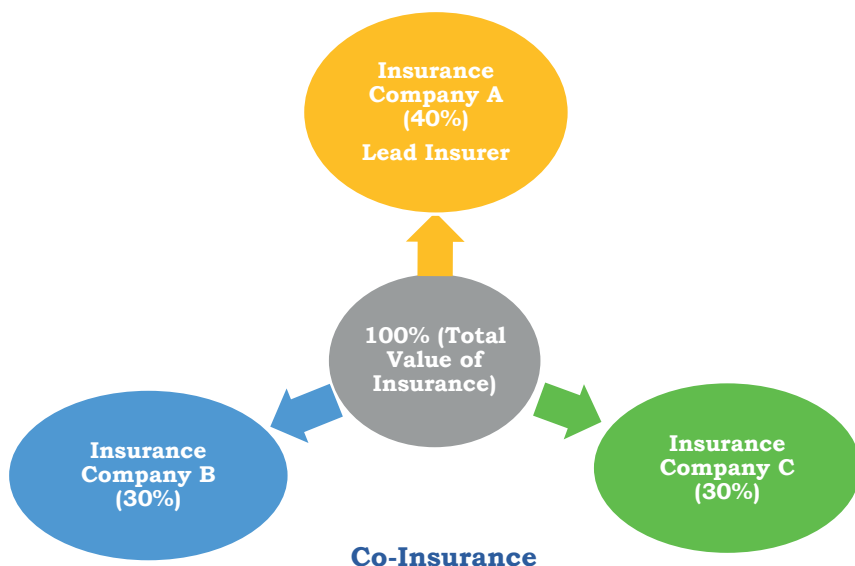 Insurance
Company A
(40%)
Lead Insurer
100% (Total
Value of
Insurance)
Insurance
Company B
(30%)
Insurance
Company C
(30%)
Co-Insurance